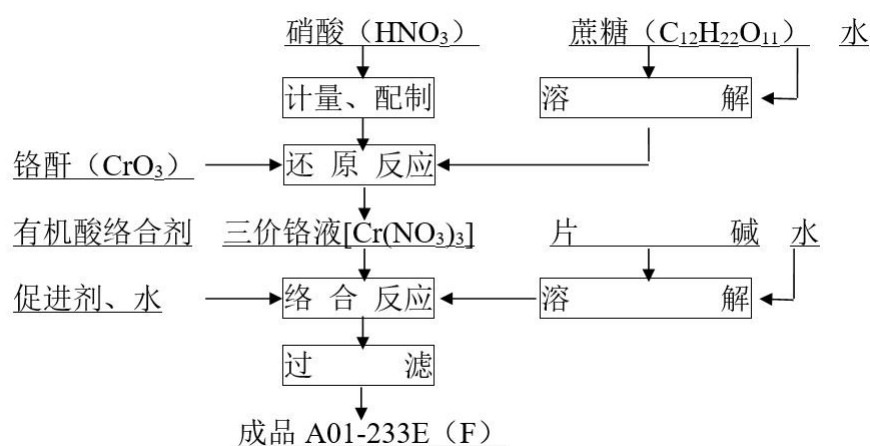 硝酸（HNO₃） 蔗糖（C₁₂H₂₂O₁₁） 水
计量、配制 溶 解
铬酐（CrO₃） 还 原 反应
有机酸络合剂 三价铬液[Cr(NO₃)₃] 片 碱 水
促进剂、水 络 合 反应 溶 解
过 滤
成品 A01-233E（F）